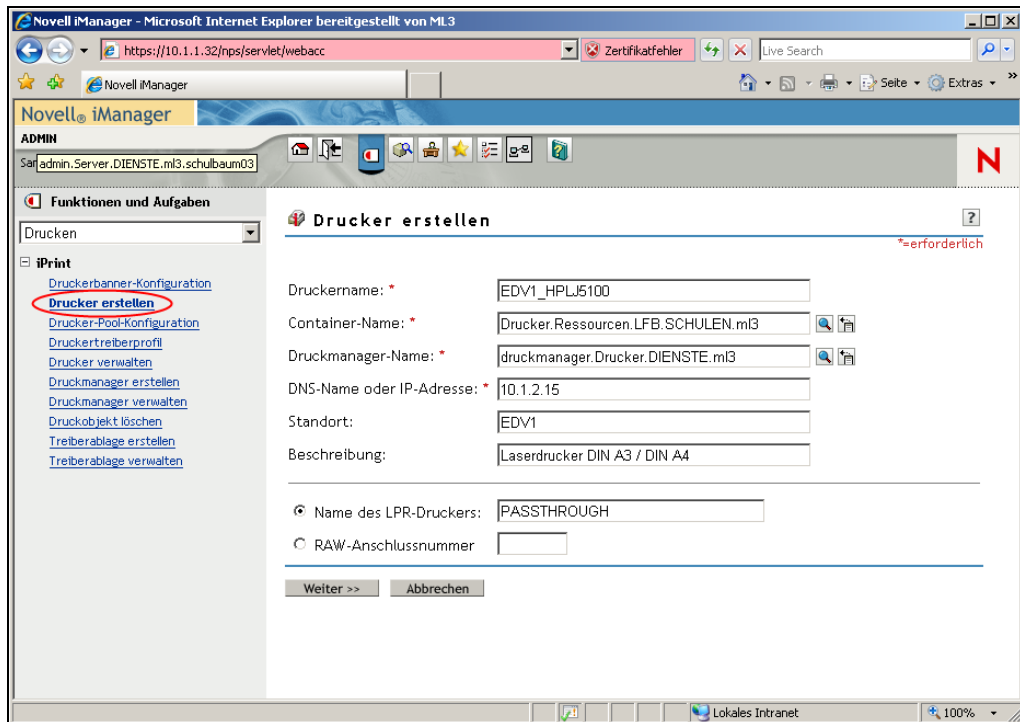 Novell iManager - Microsoft Internet Explorer bereitgestellt von ML3
https://10.1.1.32/nps/servlet/webacc
Zertifikatfehler
Live Search
Novell iManager
Seite
Extras
»
Novell® iManager
ADMIN
admin.Server.DIENSTE.ml3.schulbaum03
N
Funktionen und Aufgaben
Drucken
iPrint
Druckerbanner-Konfiguration
Drucker erstellen
Drucker-Pool-Konfiguration
Druckertreiberprofil
Drucker verwalten
Druckmanager erstellen
Druckmanager verwalten
Druckobjekt löschen
Treiberablage erstellen
Treiberablage verwalten
Drucker erstellen
?
*=erforderlich
Druckername: * EDV1_HPLJ5100
Container-Name: * Drucker.Ressourcen.LFB.SCHULEN.ml3
Druckmanager-Name: * druckmanager.Drucker.DIENSTE.ml3
DNS-Name oder IP-Adresse: * 10.1.2.15
Standort: EDV1
Beschreibung: Laserdrucker DIN A3 / DIN A4
Name des LPR-Druckers: PASSTHROUGH
RAW-Anschlussnummer
Weiter >> Abbrechen
Lokales Intranet
100%